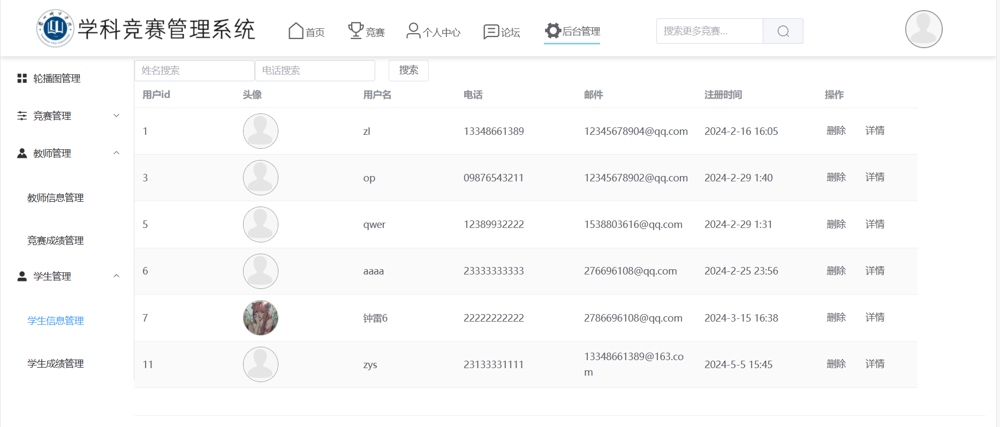 学科竞赛管理系统
首页
竞赛
个人中心
论坛
后台管理
搜索更多竞赛...
轮播图管理
竞赛管理
教师管理
教师信息管理
竞赛成绩管理
学生管理
学生信息管理
学生成绩管理
姓名搜索 电话搜索 搜索
用户id 头像 用户名 电话 邮件 注册时间 操作
1 zl 13348661389 12345678904@qq.com 2024-2-16 16:05 删除 详情
3 op 09876543211 12345678902@qq.com 2024-2-29 1:40 删除 详情
5 qwer 12389932222 1538803616@qq.com 2024-2-29 1:31 删除 详情
6 aaaa 23333333333 276696108@qq.com 2024-2-25 23:56 删除 详情
7 钟雷6 22222222222 2786696108@qq.com 2024-3-15 16:38 删除 详情
11 zys 23133331111 13348661389@163.co
m 2024-5-5 15:45 删除 详情